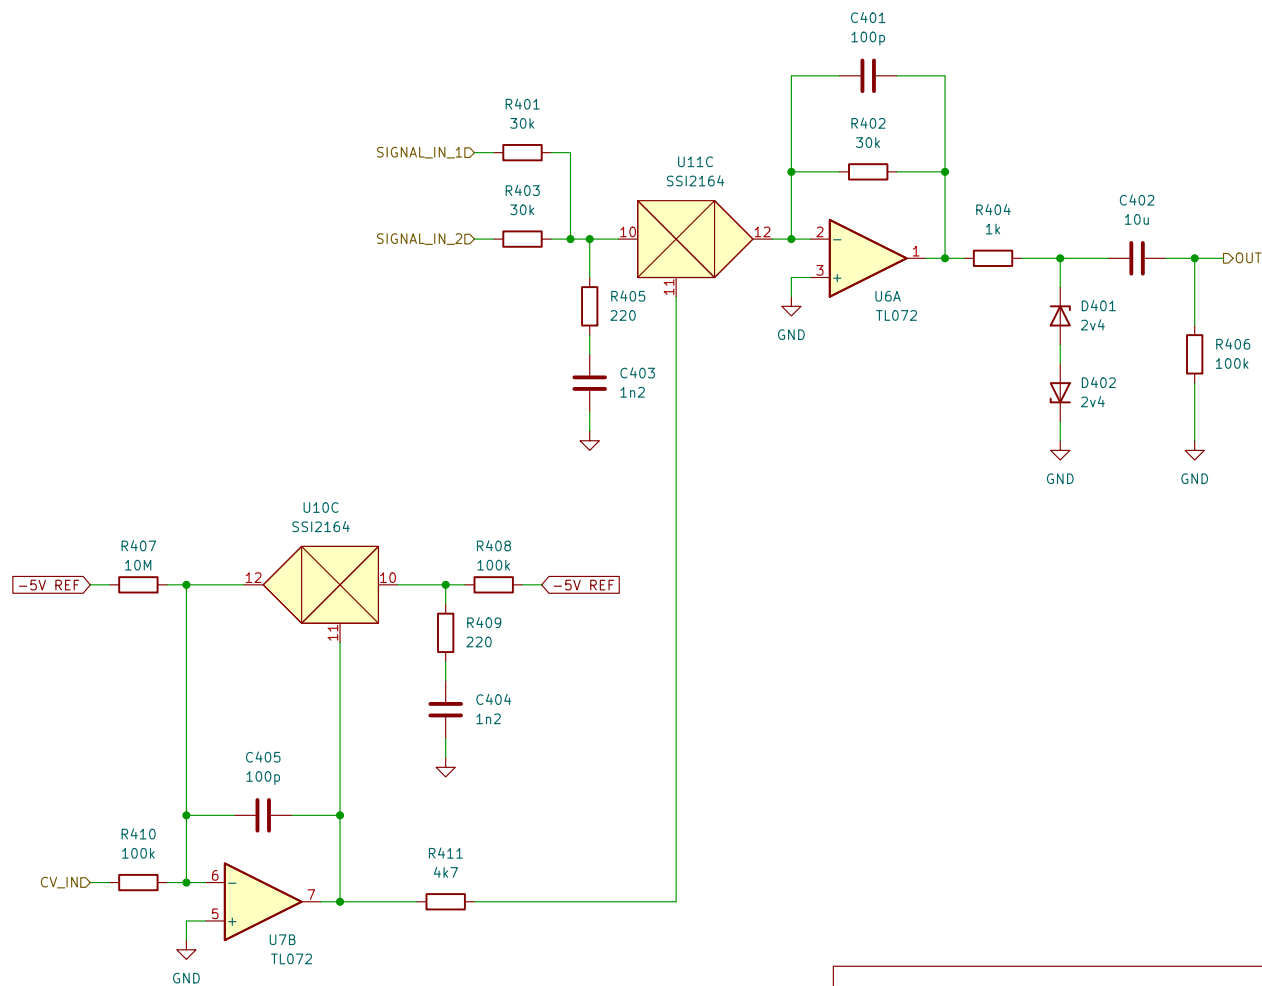 C401
100p
R401
30k
R402
30k
SIGNAL_IN_1
U11C
SSI2164
R403
30k
C402
10u
R404
1k
SIGNAL_IN_2
10
12
2
−
1
OUT
3
+
11
R405
220
U6A
TL072
GND
D401
2v4
R406
100k
C403
1n2
D402
2v4
GND
GND
U10C
SSI2164
R407
10M
R408
100k
-5V REF
12
10
-5V REF
11
R409
220
C404
1n2
C405
100p
R410
100k
R411
4k7
CV_IN
6
−
7
5
+
U7B
TL072
GND